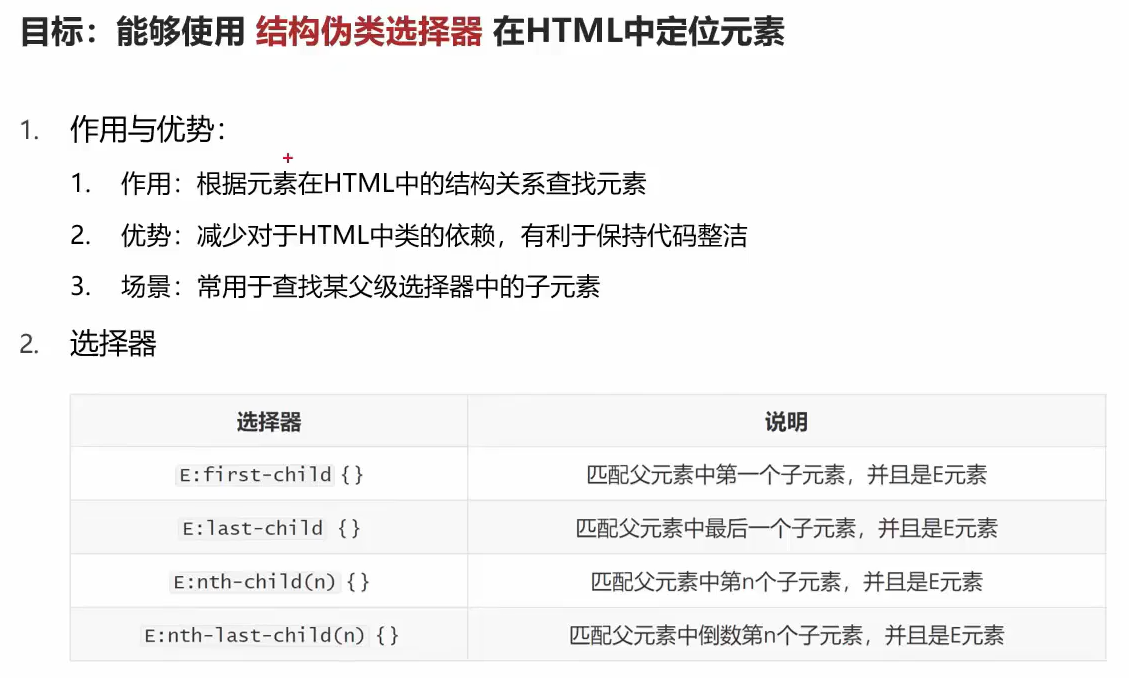 目标：能够使用 结构伪类选择器 在HTML中定位元素
1. 作用与优势：
1. 作用：根据元素在HTML中的结构关系查找元素
2. 优势：减少对于HTML中类的依赖，有利于保持代码整洁
3. 场景：常用于查找某父级选择器中的子元素
2. 选择器
选择器 说明
E:first-child {} 匹配父元素中第一个子元素，并且是E元素
E:last-child {} 匹配父元素中最后一个子元素，并且是E元素
E:nth-child(n) {} 匹配父元素中第n个子元素，并且是E元素
E:nth-last-child(n) {} 匹配父元素中倒数第n个子元素，并且是E元素